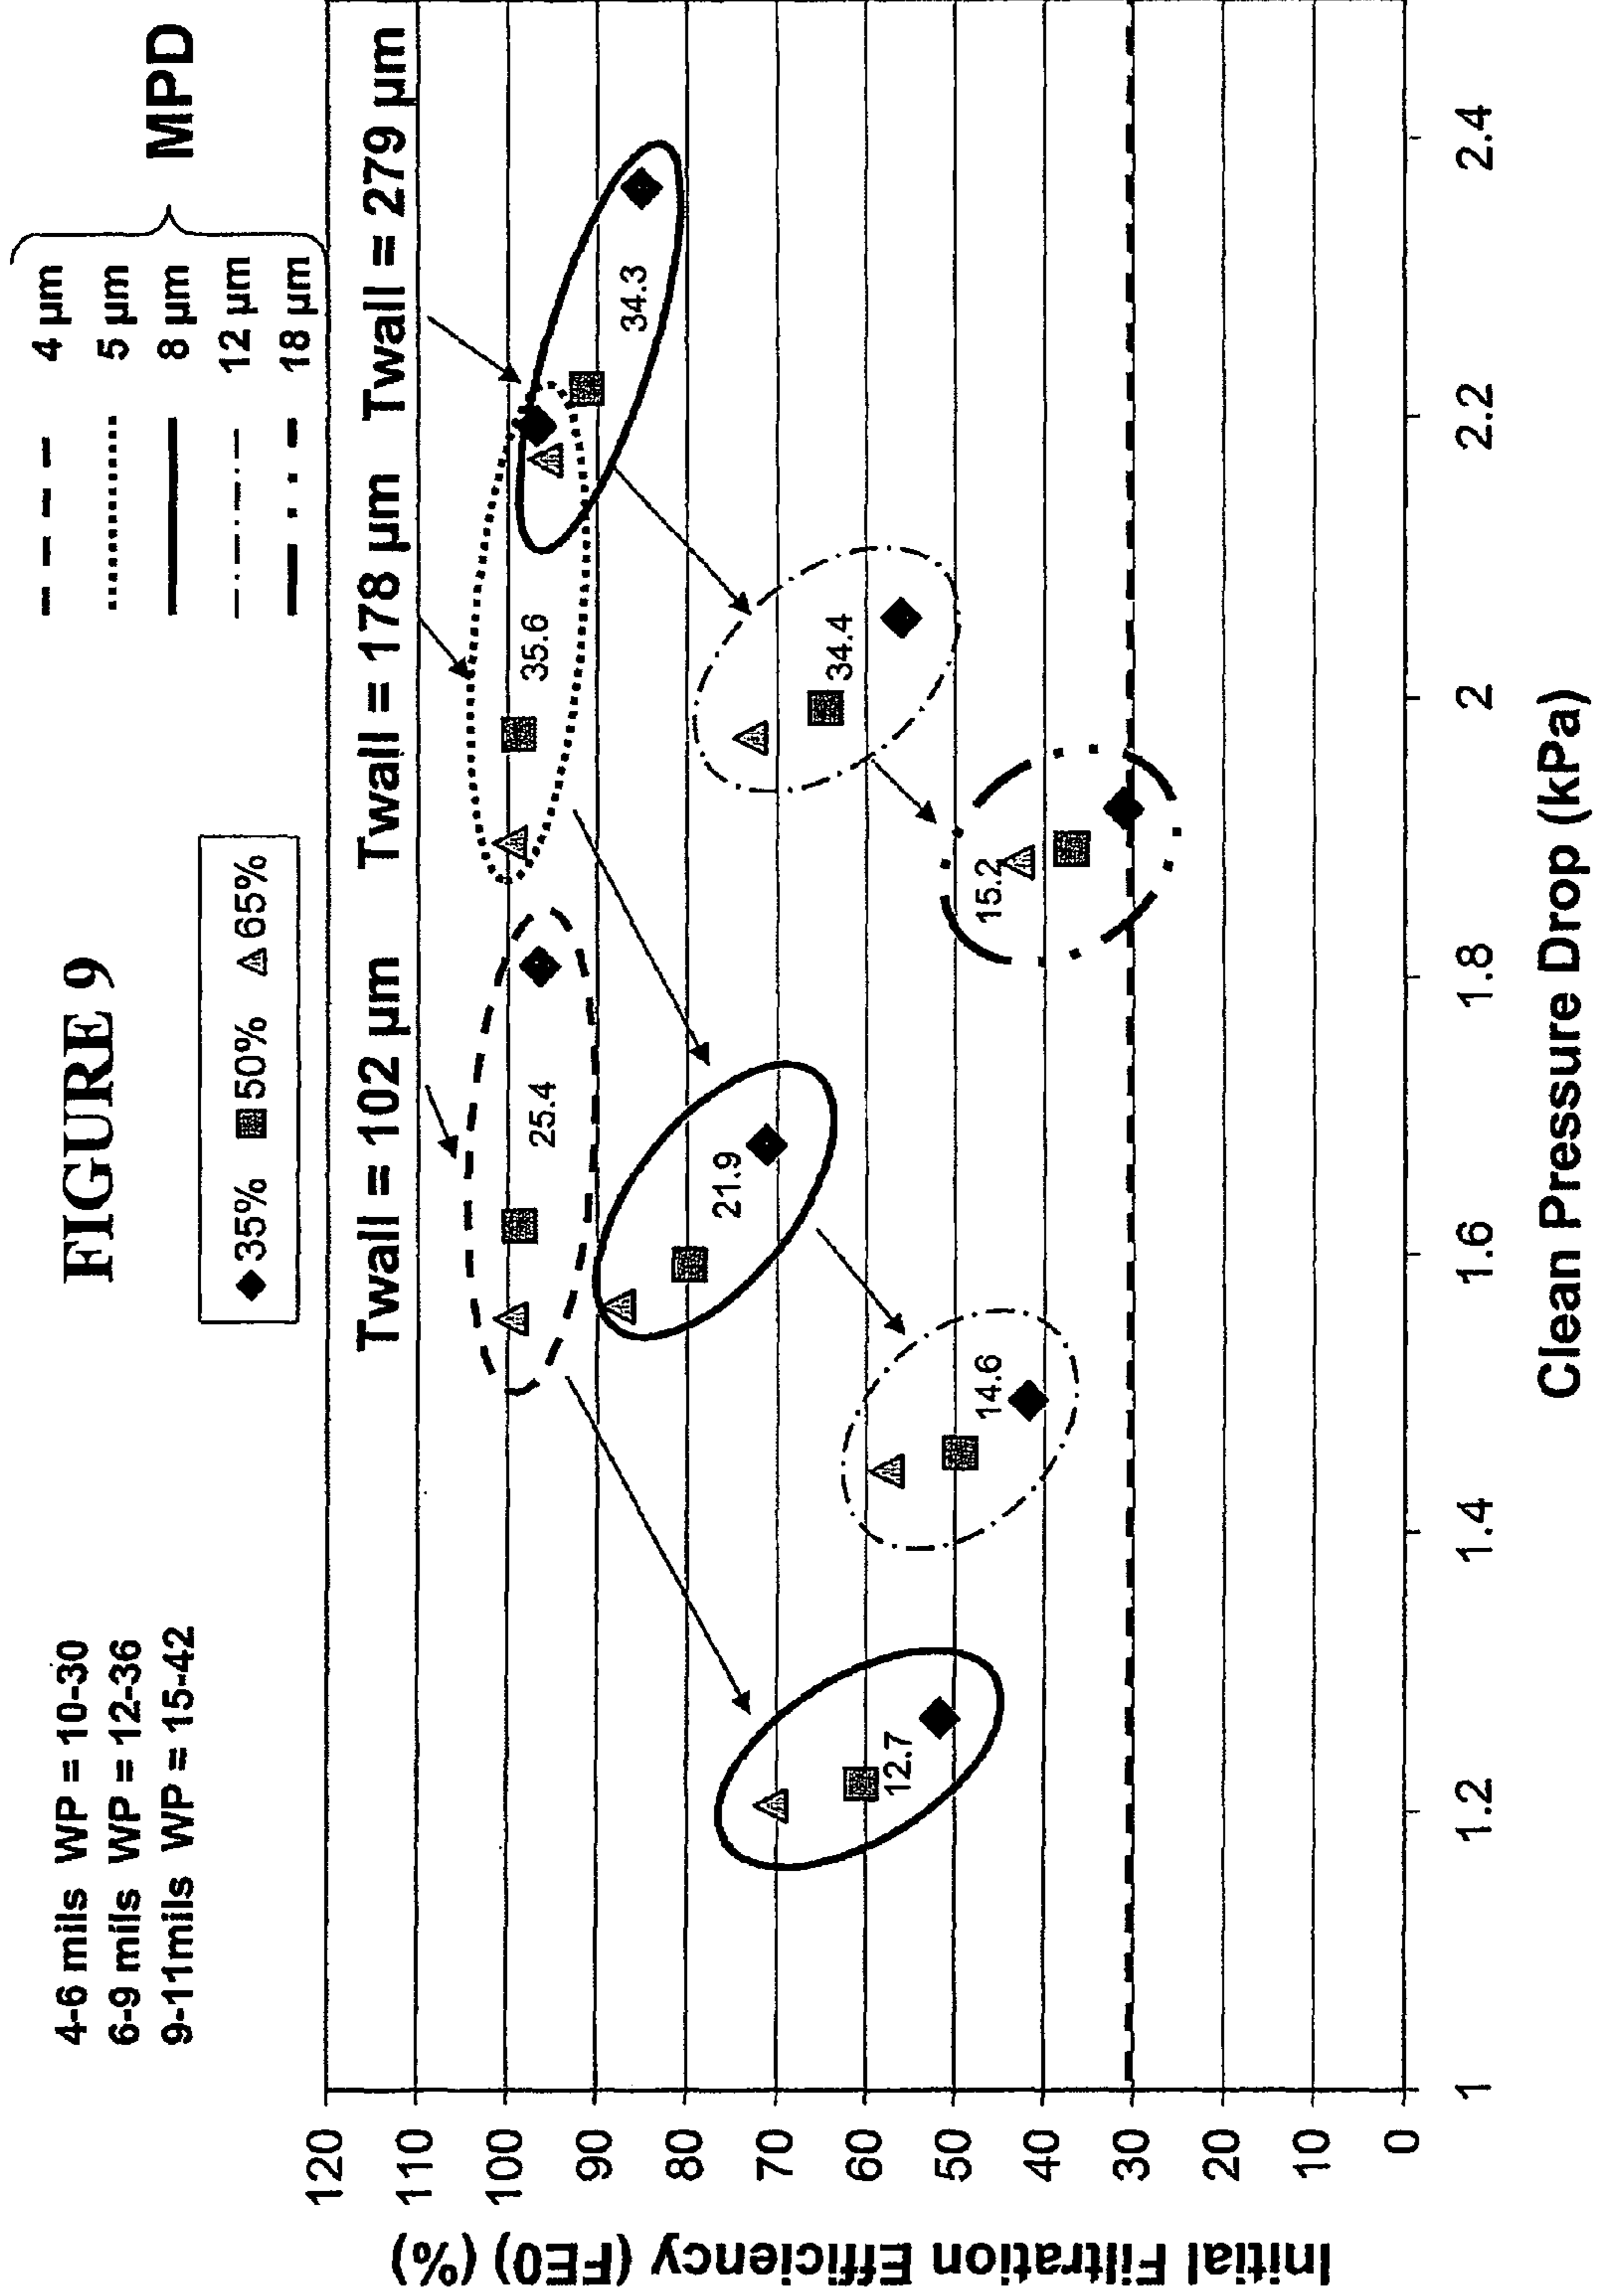 FIGURE 9
4-6 mils WP = 10-30
6-9 mils WP = 12-36
9-11mils WP = 15-42
35% 50% 65%
4 µm
5 µm
8 µm
12 µm
18 µm
MPD
Twall = 102 µm
Twall = 178 µm
Twall = 279 µm
25.4
35.6
34.3
21.9
34.4
12.7
14.6
15.2
Initial Filtration Efficiency (FE0) (%)
120
110
100
90
80
70
60
50
40
30
20
10
0
1
1.2
1.4
1.6
1.8
2
2.2
2.4
Clean Pressure Drop (kPa)